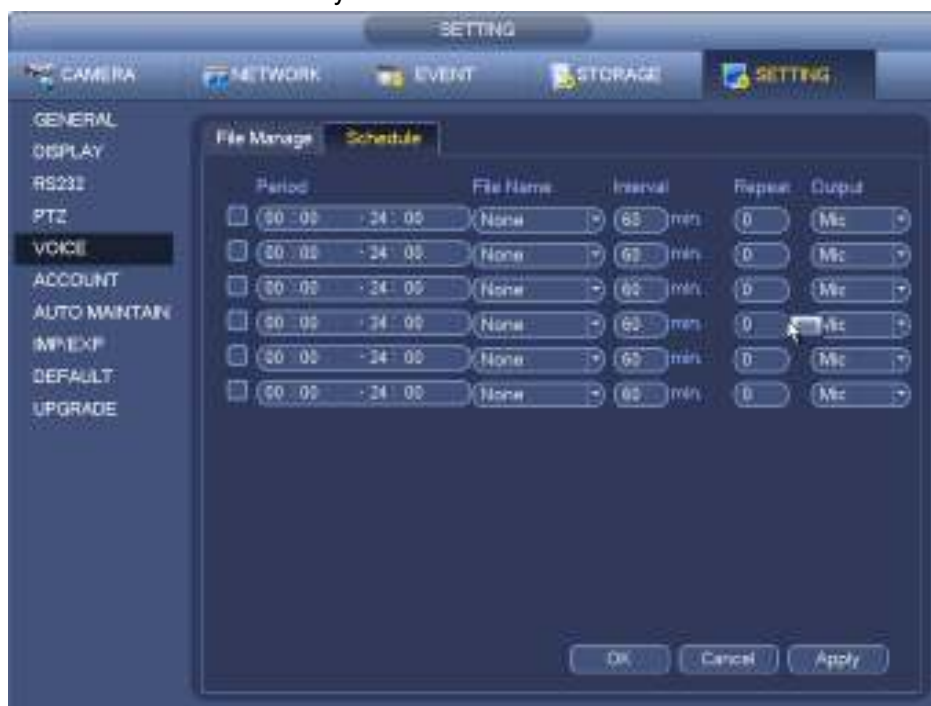 SETTING
CAMERA NETWORK EVENT STORAGE SETTING
GENERAL
DISPLAY
RS232
PTZ
VOICE
ACCOUNT
AUTO MAINTAIN
IMP/EXP
DEFAULT
UPGRADE
File Manage Schedule
Period File Name Interval Repeat Output
00 : 00 - 24 : 00 None 60 min. 0 Mic
00 : 00 - 24 : 00 None 60 min. 0 Mic
00 : 00 - 24 : 00 None 60 min. 0 Mic
00 : 00 - 24 : 00 None 60 min. 0 Mic
00 : 00 - 24 : 00 None 60 min. 0 Mic
00 : 00 - 24 : 00 None 60 min. 0 Mic
OK Cancel Apply